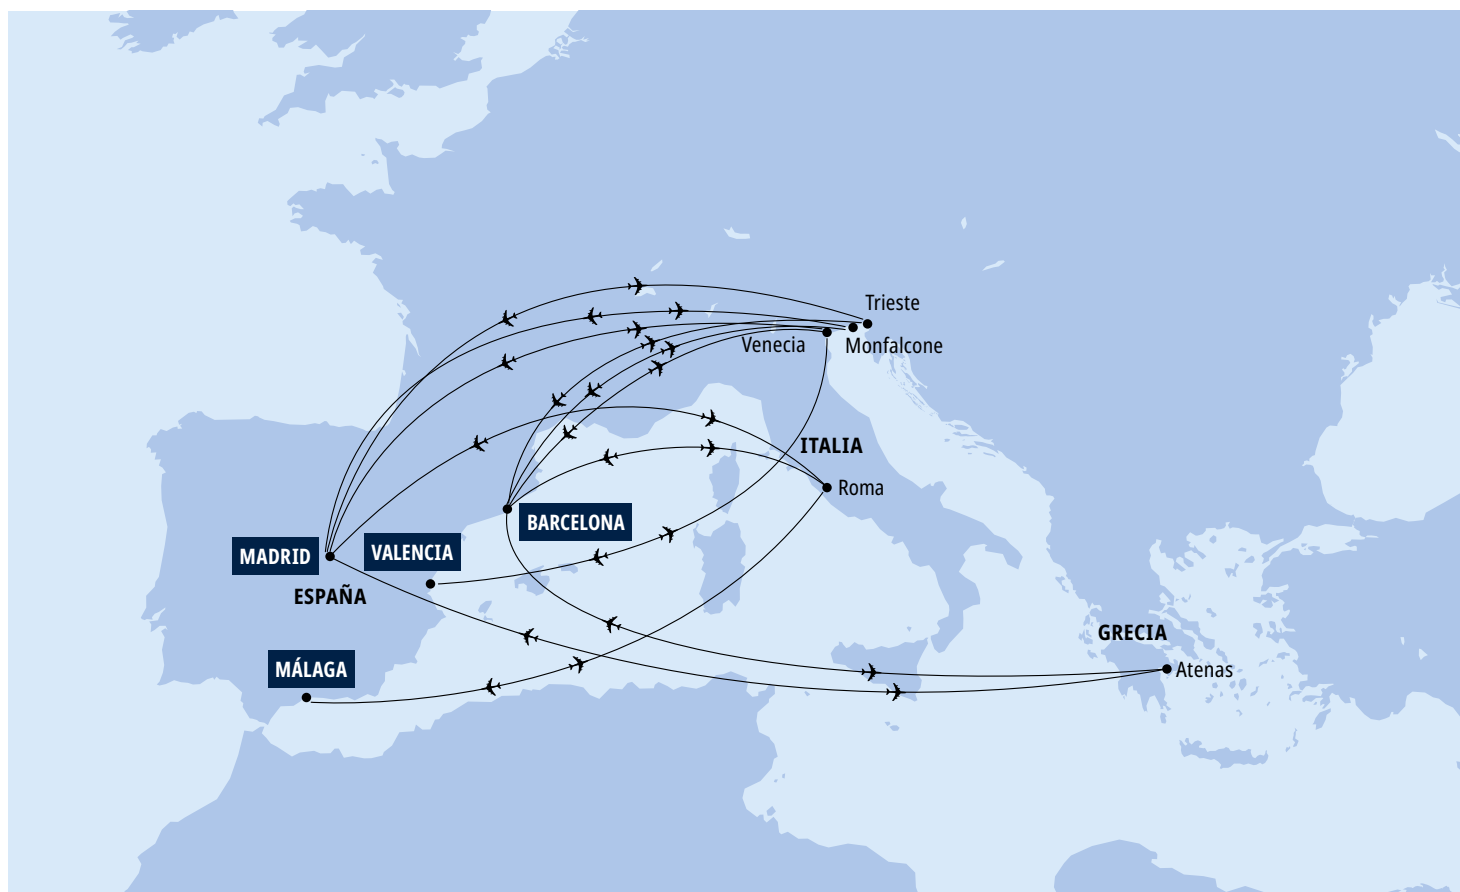 Trieste
Venecia
Monfalcone
ITALIA
Roma
BARCELONA
VALENCIA
MADRID
ESPAÑA
GRECIA
MÁLAGA
Atenas